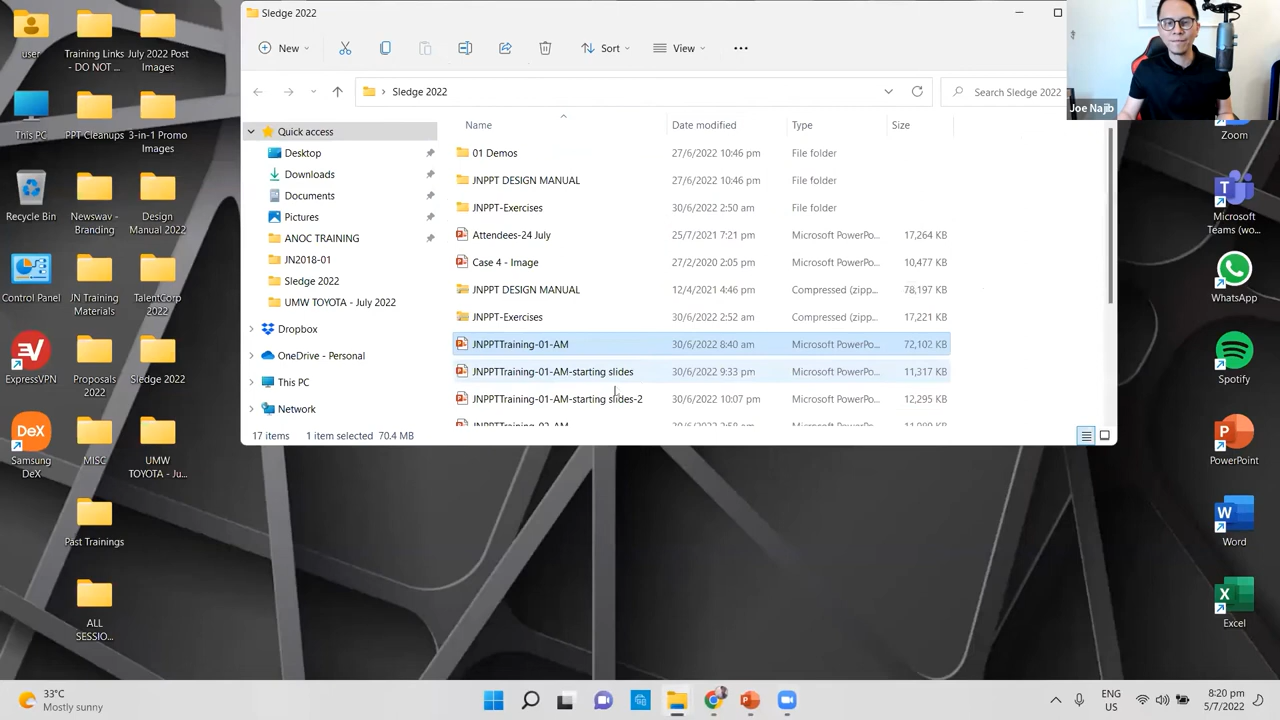 user
Training Links - DO NOT ...
July 2022 Post Images
This PC
PPT Cleanups
3-in-1 Promo Images
Recycle Bin
Newswav - Branding
Design Manual 2022
Control Panel
JN Training Materials
TalentCorp 2022
ExpressVPN
Proposals 2022
Sledge 2022
Samsung DeX
MISC
UMW TOYOTA - Ju...
Past Trainings
ALL SESSIO...
Sledge 2022
New
Sort
View
Sledge 2022
Search Sledge 2022
Quick access
Desktop
Downloads
Documents
Pictures
ANOC TRAINING
JN2018-01
Sledge 2022
UMW TOYOTA - July 2022
Dropbox
OneDrive - Personal
This PC
Network
Name Date modified Type Size
01 Demos 27/6/2022 10:46 pm File folder
JNPPT DESIGN MANUAL 27/6/2022 10:46 pm File folder
JNPPT-Exercises 30/6/2022 2:50 am File folder
Attendees-24 July 25/7/2021 7:21 pm Microsoft PowerPo... 17,264 KB
Case 4 - Image 27/2/2020 2:05 pm Microsoft PowerPo... 10,477 KB
JNPPT DESIGN MANUAL 12/4/2021 4:46 pm Compressed (zipp... 78,197 KB
JNPPT-Exercises 30/6/2022 2:52 am Compressed (zipp... 17,221 KB
JNPPTTraining-01-AM 30/6/2022 8:40 am Microsoft PowerPo... 72,102 KB
JNPPTTraining-01-AM-starting slides 30/6/2022 9:33 pm Microsoft PowerPo... 11,317 KB
JNPPTTraining-01-AM-starting slides-2 30/6/2022 10:07 pm Microsoft PowerPo... 12,295 KB
17 items 1 item selected 70.4 MB
Joe Najib
Zoom
Microsoft Teams (wo...
WhatsApp
Spotify
PowerPoint
Word
Excel
33°C
Mostly sunny
ENG
US
8:20 pm
5/7/2022